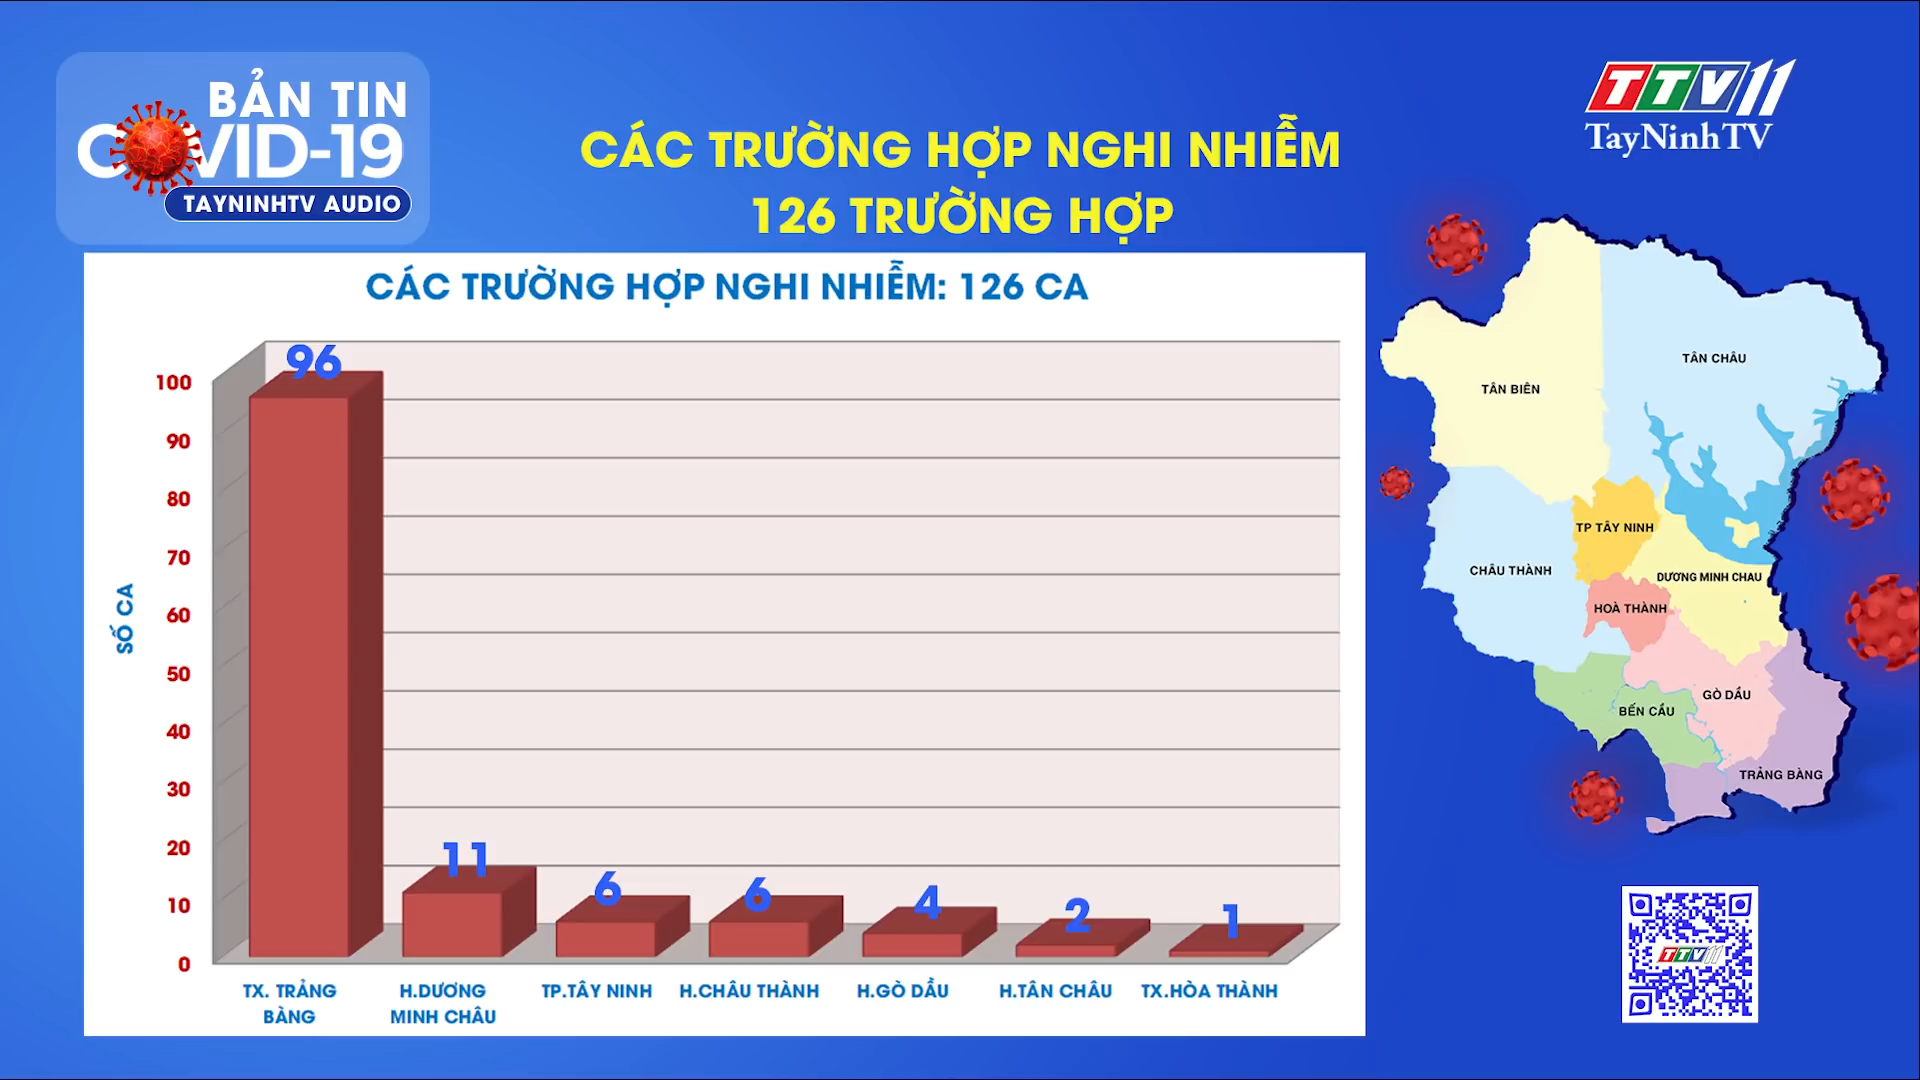 BẢN TIN
COVID-19
TAYNINHTV AUDIO
CÁC TRƯỜNG HỢP NGHI NHIỄM
126 TRƯỜNG HỢP
TTV11
TayNinhTV
CÁC TRƯỜNG HỢP NGHI NHIỄM: 126 CA
SỐ CA
100
90
80
70
60
50
40
30
20
10
0
96
11
6
6
4
2
1
TX. TRẢNG
BÀNG
H.DƯƠNG
MINH CHÂU
TP.TÂY NINH
H.CHÂU THÀNH
H.GÒ DẦU
H.TÂN CHÂU
TX.HÒA THÀNH
TÂN CHÂU
TÂN BIÊN
TP TÂY NINH
CHÂU THÀNH
DƯƠNG MINH CHAU
HOÀ THÀNH
GÒ DẦU
BẾN CẦU
TRẢNG BÀNG
TTV11